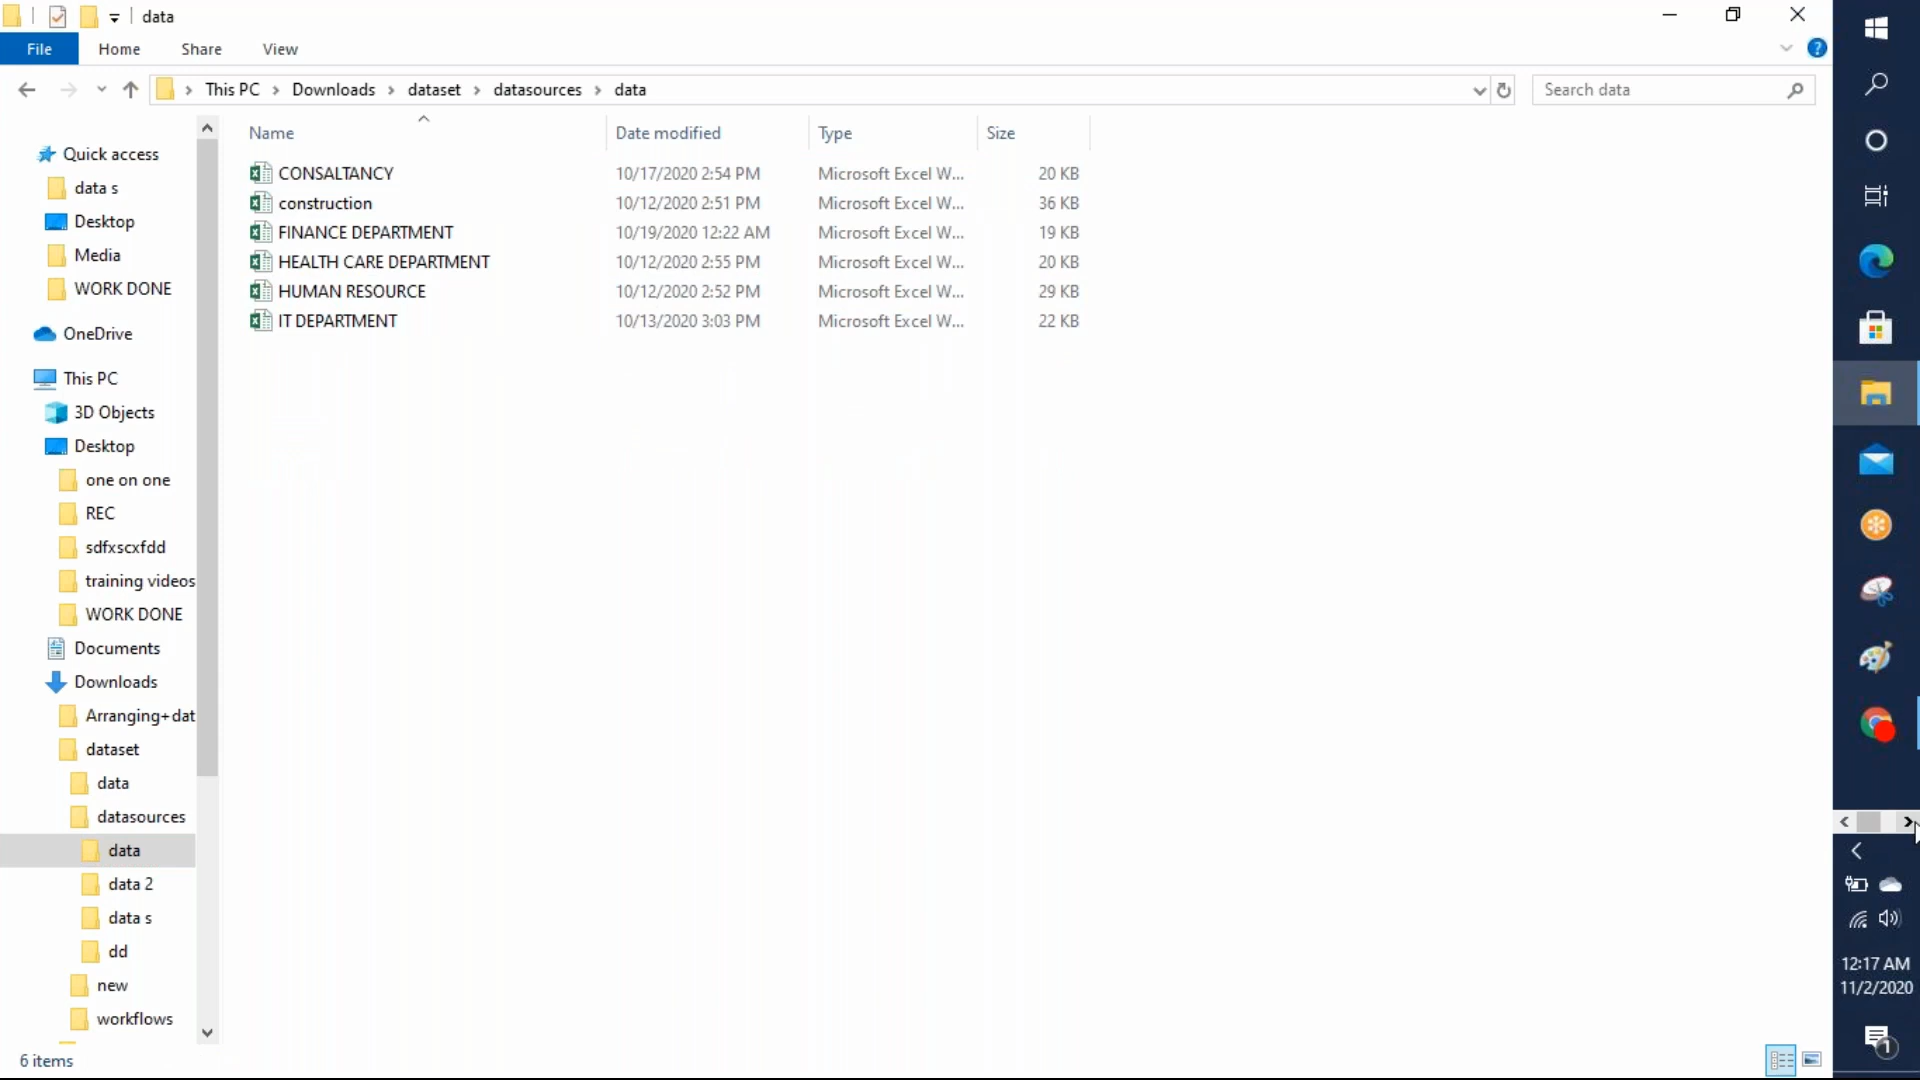 data
File Home Share View
This PC Downloads dataset datasources data
Search data
Name Date modified Type Size
CONSALTANCY 10/17/2020 2:54 PM Microsoft Excel W... 20 KB
construction 10/12/2020 2:51 PM Microsoft Excel W... 36 KB
FINANCE DEPARTMENT 10/19/2020 12:22 AM Microsoft Excel W... 19 KB
HEALTH CARE DEPARTMENT 10/12/2020 2:55 PM Microsoft Excel W... 20 KB
HUMAN RESOURCE 10/12/2020 2:52 PM Microsoft Excel W... 29 KB
IT DEPARTMENT 10/13/2020 3:03 PM Microsoft Excel W... 22 KB
Quick access
data s
Desktop
Media
WORK DONE
OneDrive
This PC
3D Objects
Desktop
one on one
REC
sdfxscxfdd
training videos
WORK DONE
Documents
Downloads
Arranging+dat
dataset
data
datasources
data
data 2
data s
dd
new
workflows
6 items
12:17 AM
11/2/2020
1